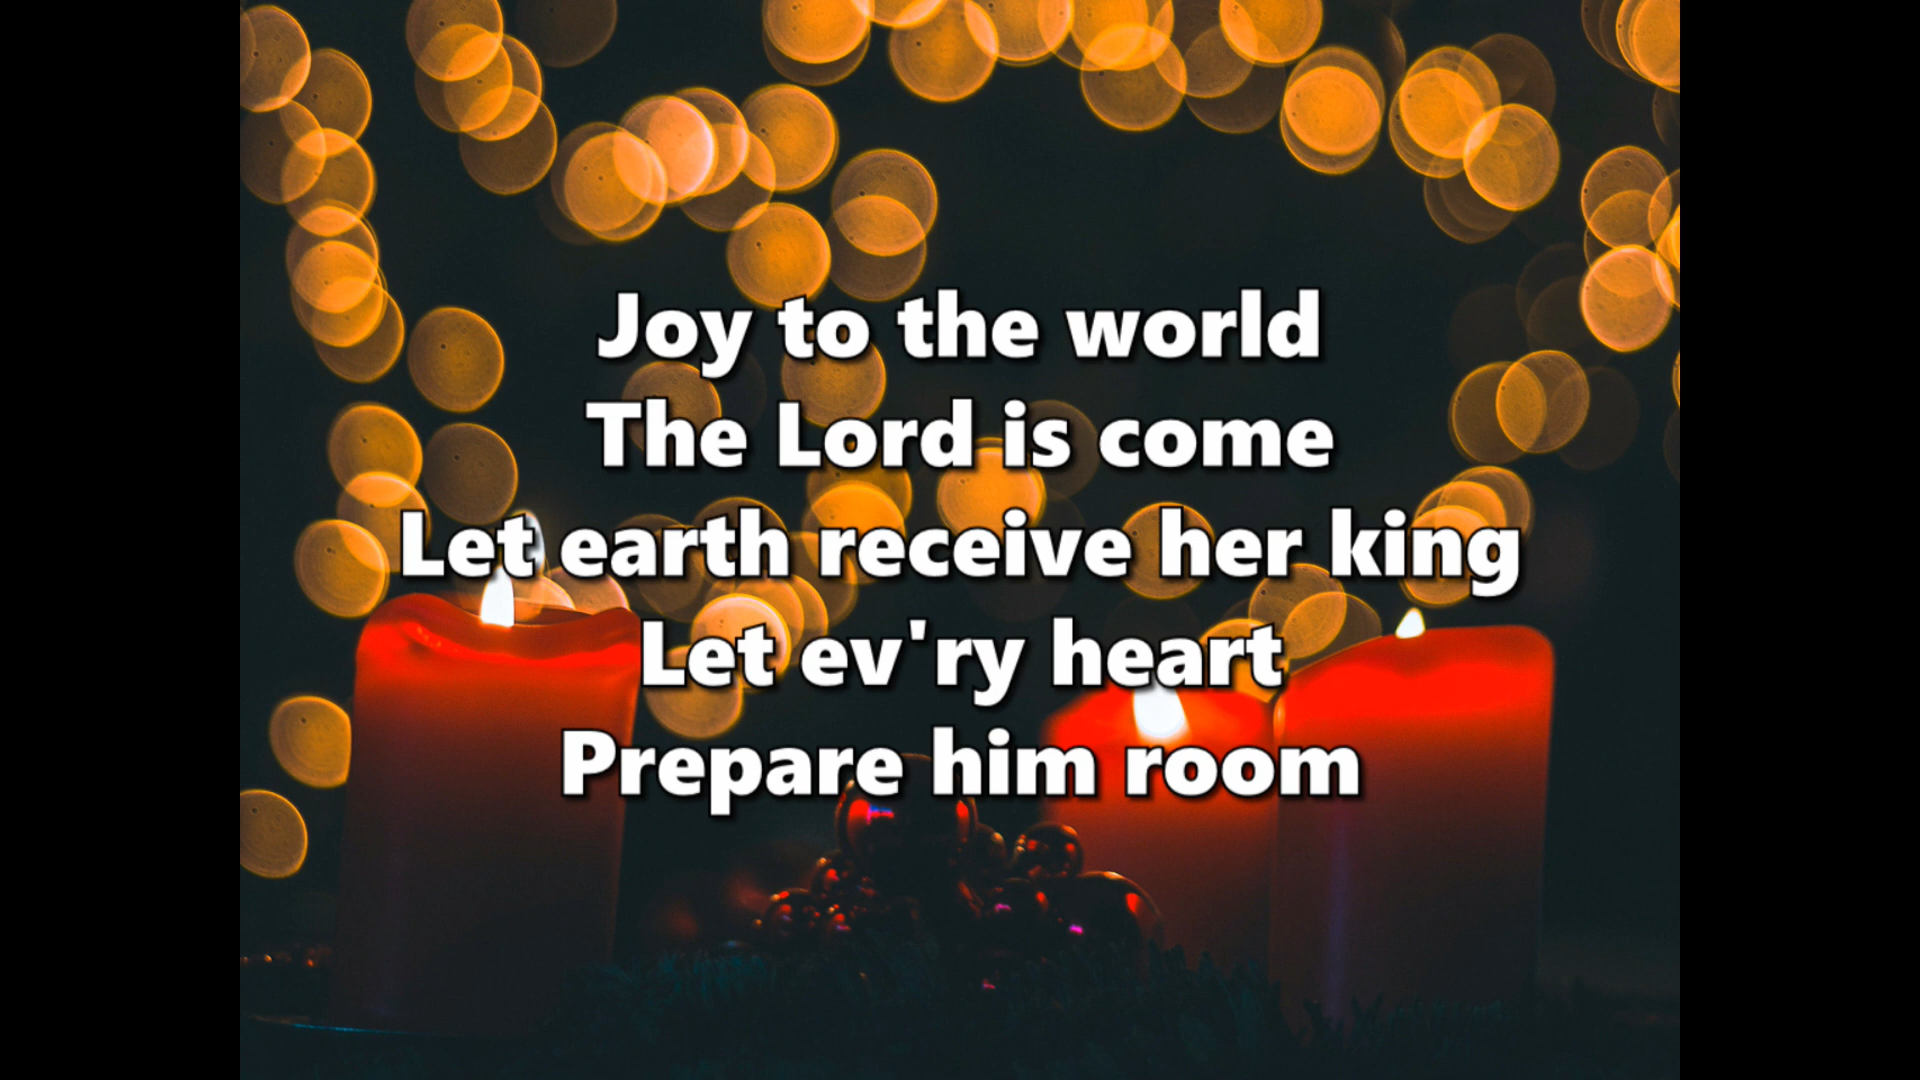 Joy to the world
The Lord is come
Let earth receive her king
Let ev'ry heart
Prepare him room